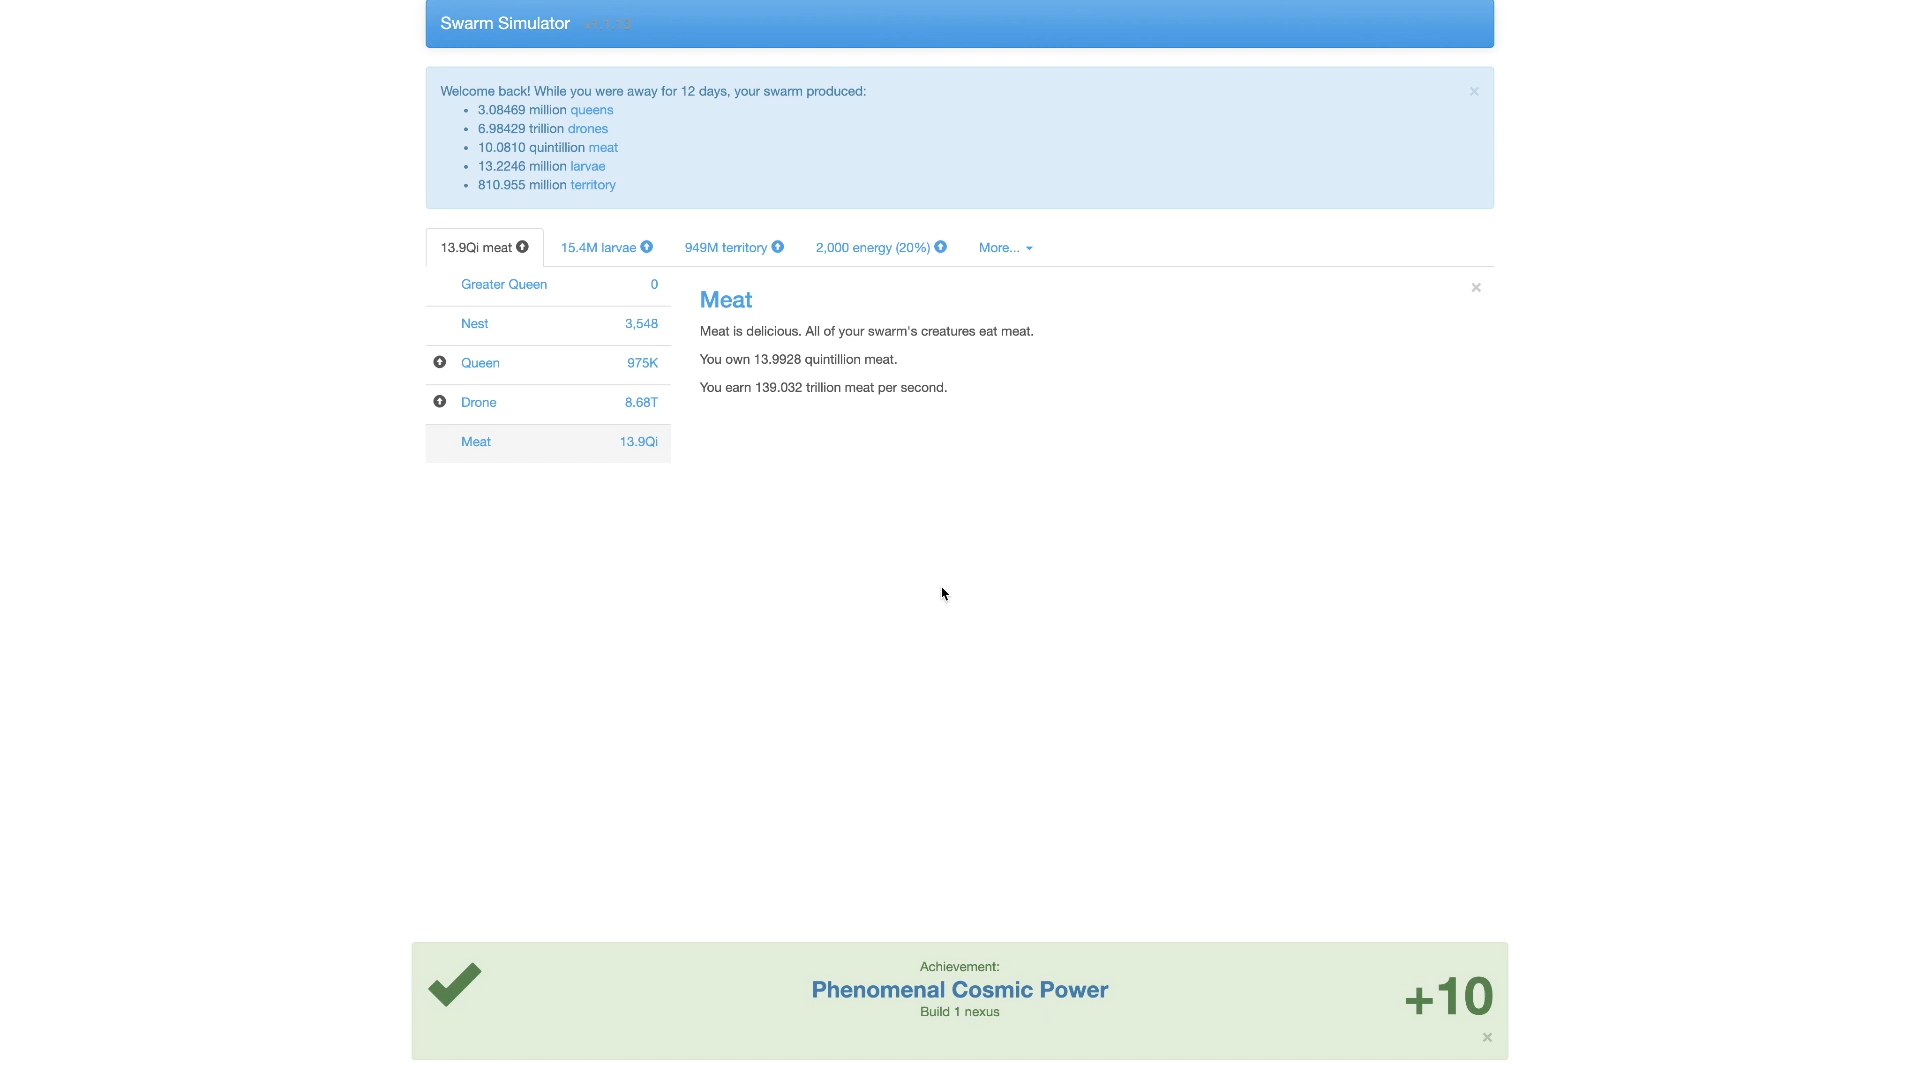 Swarm Simulator
Welcome back! While you were away for 12 days, your swarm produced:
• 3.08469 million queens
• 6.98429 trillion drones
• 10.0810 quintillion meat
• 13.2246 million larvae
• 810.955 million territory
13.9Qi meat 15.4M larvae 949M territory 2,000 energy (20%) More...
Greater Queen 0
Nest 3,548
Queen 975K
Drone 8.68T
Meat 13.9Qi
Meat
Meat is delicious. All of your swarm's creatures eat meat.
You own 13.9928 quintillion meat.
You earn 139.032 trillion meat per second.
Achievement:
Phenomenal Cosmic Power
Build 1 nexus
+10